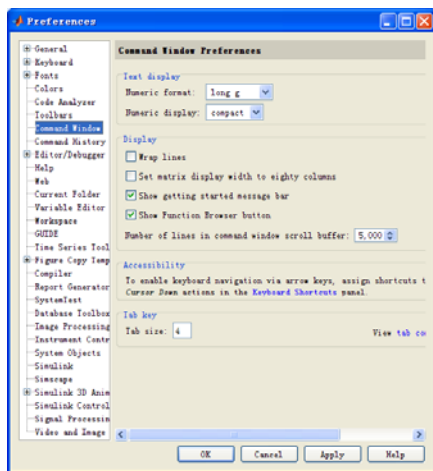 Preferences
General
Keyboard
Fonts
Colors
Code Analyzer
Toolbars
Command Window
Command History
Editor/Debugger
Help
Web
Current Folder
Variable Editor
Workspace
GUIDE
Time Series Tool
Figure Copy Temp
Compiler
Report Generator
SystemTest
Database Toolbox
Image Processing
Instrument Contr
System Objects
Simulink
Simscape
Simulink 3D Anim
Simulink Control
Signal Processin
Video and Image
Command Window Preferences
Text display
Numeric format: long g
Numeric display: compact
Display
Wrap lines
Set matrix display width to eighty columns
Show getting started message bar
Show Function Browser button
Number of lines in command window scroll buffer: 5,000
Accessibility
To enable keyboard navigation via arrow keys, assign shortcuts t
Cursor Down actions in the Keyboard Shortcuts panel.
Tab key
Tab size: 4 View tab co
OK Cancel Apply Help